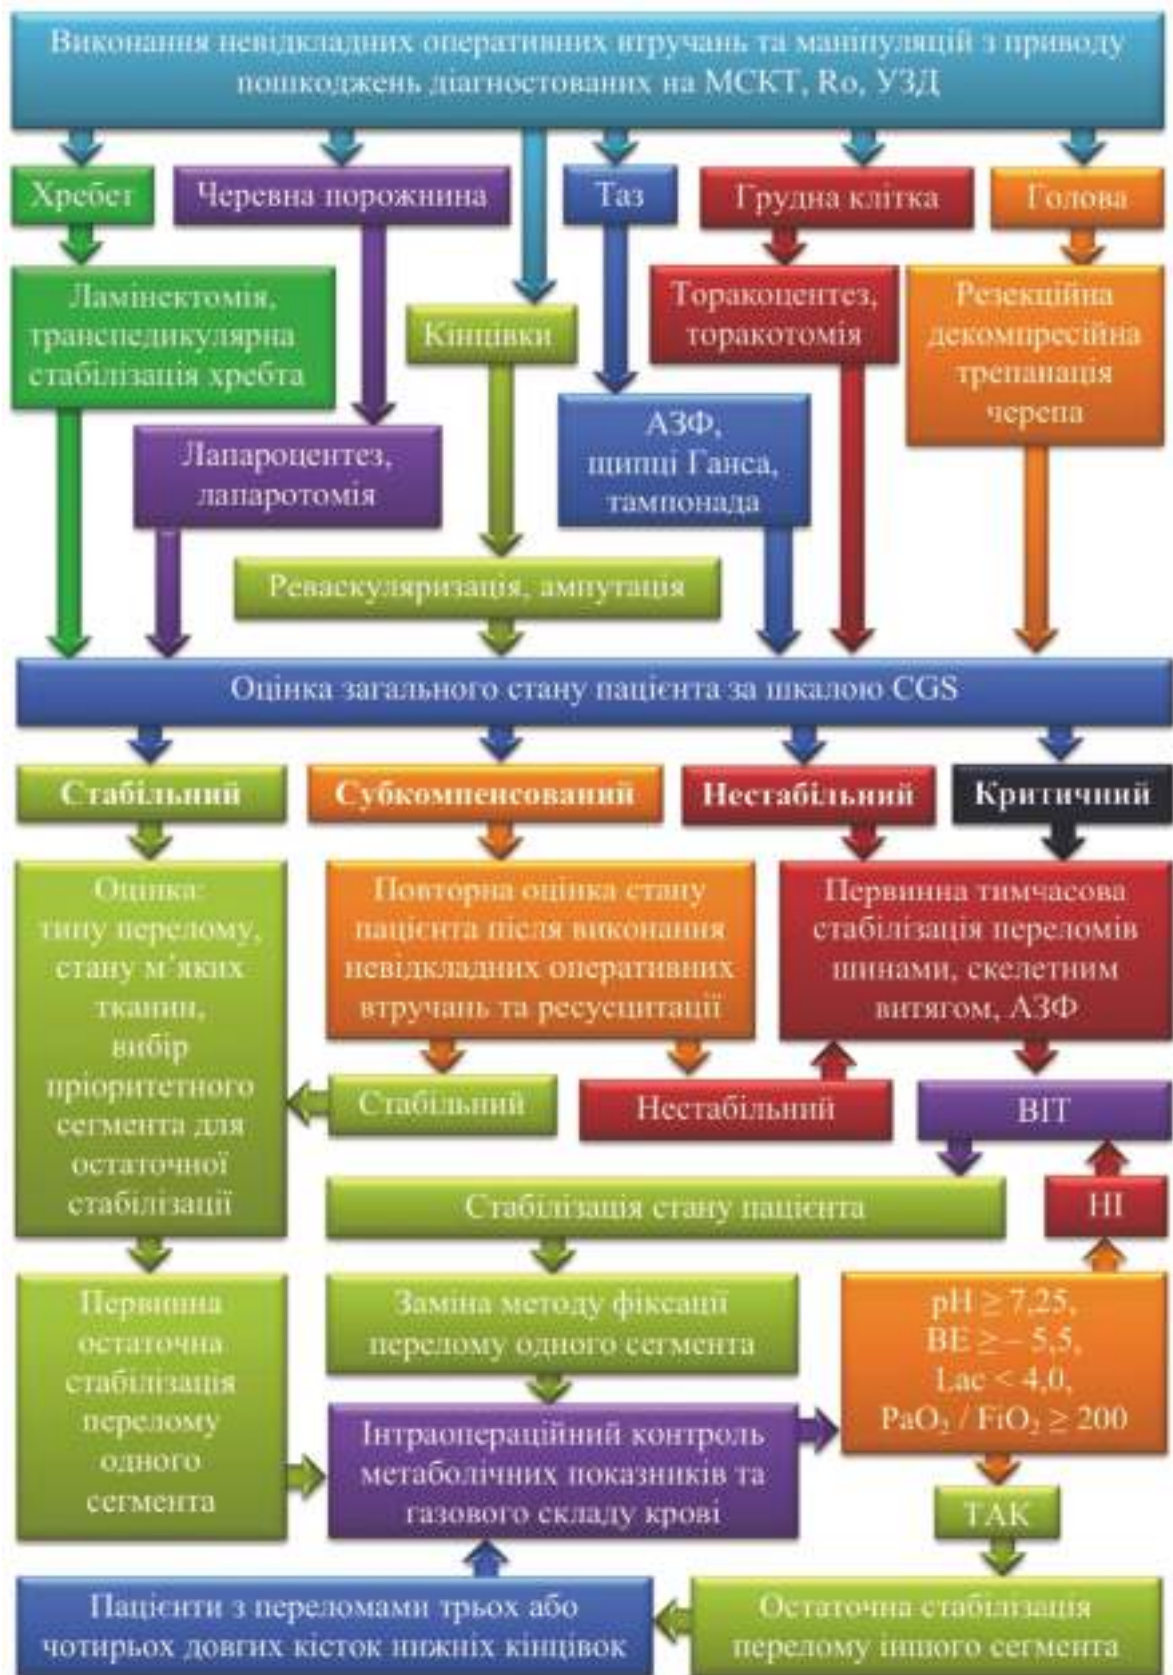 Виконання невідкладних оперативних втручань та маніпуляцій з приводу
пошкоджень діагностованих на МСКТ, Ro, УЗД
Хребет
Черевна порожнина
Таз
Грудна клітка
Голова
Ламінектомія,
транспедикулярна
стабілізація хребта
Кінцівки
Торакоцентез,
торакотомія
Резекційна
декомпресійна
трепанація
черепа
Лапароцентез,
лапаротомія
АЗФ,
щипці Ганса,
тампонада
Реваскуляризація, ампутація
Оцінка загального стану пацієнта за шкалою CGS
Стабільний
Субкомпенсований
Нестабільний
Критичний
Оцінка:
типу перелому,
стану м’яких
тканин,
вибір
пріоритетного
сегмента для
остаточної
стабілізації
Повторна оцінка стану
пацієнта після виконання
невідкладних оперативних
втручань та ресусцитації
Первинна тимчасова
стабілізація переломів
шинами, скелетним
витягом, АЗФ
Стабільний
Нестабільний
ВІТ
Стабілізація стану пацієнта
НІ
Первинна
остаточна
стабілізація
перелому
одного
сегмента
Заміна методу фіксації
перелому одного сегмента
pH ≥ 7,25,
BE ≥ – 5,5,
Lac < 4,0,
PaO₂ / FiO₂ ≥ 200
Інтраопераційний контроль
метаболічних показників та
газового складу крові
ТАК
Пацієнти з переломами трьох або
чотирьох довгих кісток нижніх кінцівок
Остаточна стабілізація
перелому іншого сегмента